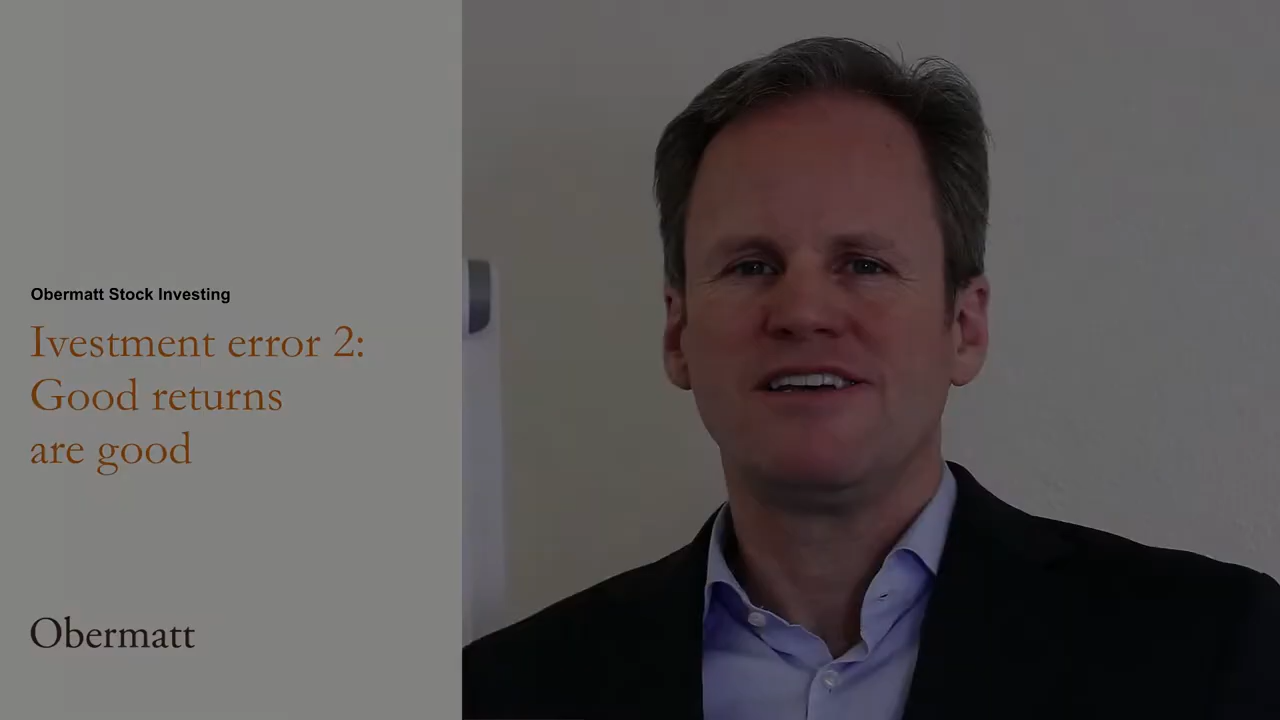 Obermatt Stock Investing
Ivestment error 2:
Good returns
are good
Obermatt